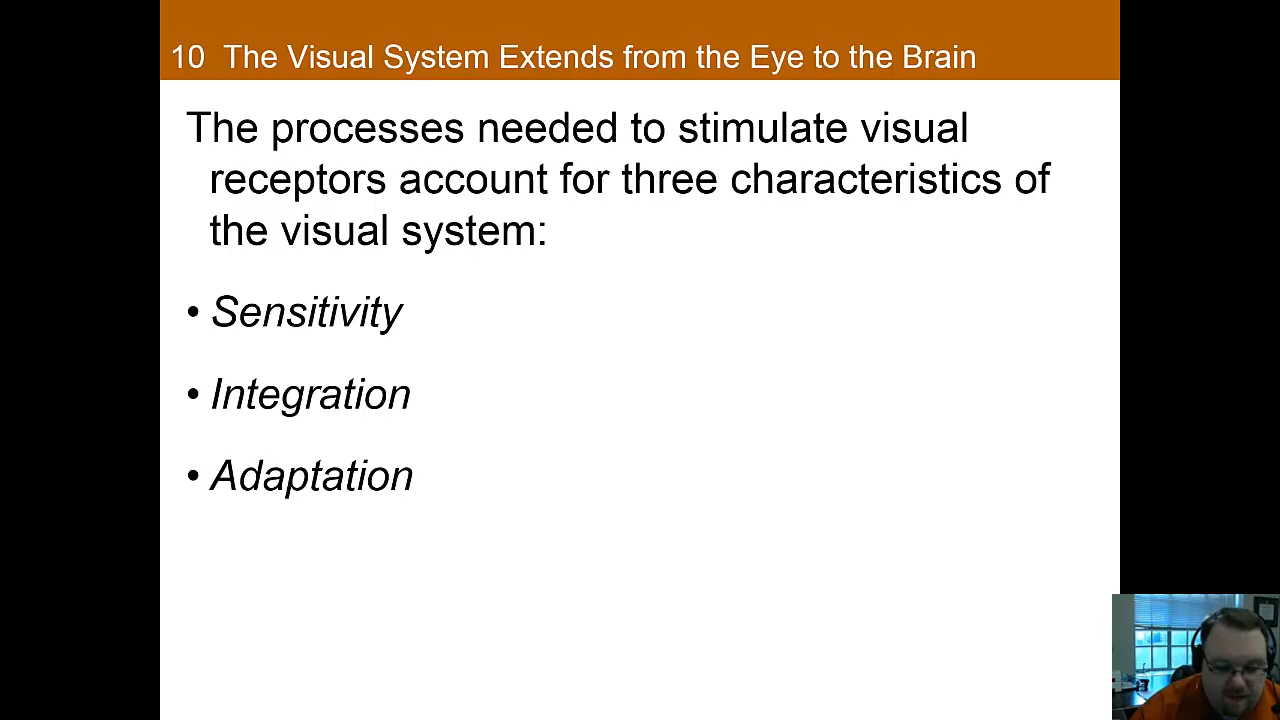 10 The Visual System Extends from the Eye to the Brain
The processes needed to stimulate visual
receptors account for three characteristics of
the visual system:
• Sensitivity
• Integration
• Adaptation